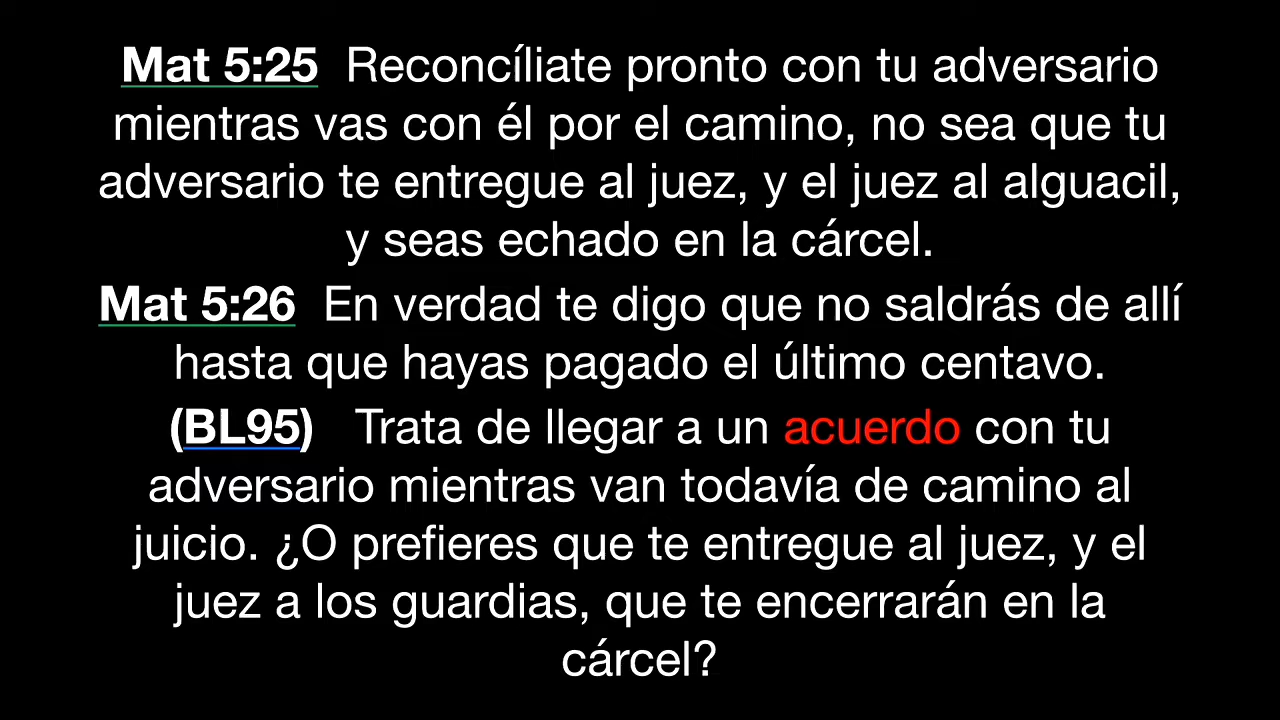 Mat 5:25 Reconcíliate pronto con tu adversario
mientras vas con él por el camino, no sea que tu
adversario te entregue al juez, y el juez al alguacil,
y seas echado en la cárcel.
Mat 5:26 En verdad te digo que no saldrás de allí
hasta que hayas pagado el último centavo.
(BL95) Trata de llegar a un acuerdo con tu
adversario mientras van todavía de camino al
juicio. ¿O prefieres que te entregue al juez, y el
juez a los guardias, que te encerrarán en la
cárcel?